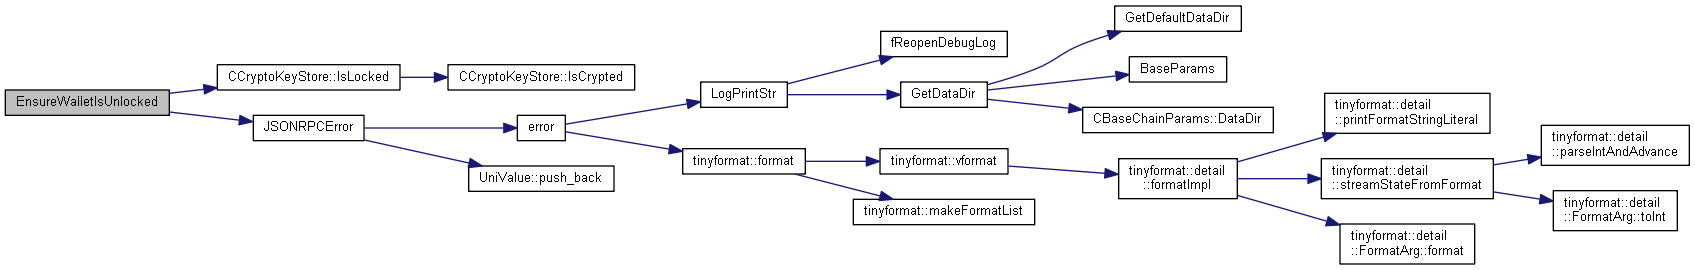 EnsureWalletIsUnlocked
CCryptoKeyStore::IsLocked
CCryptoKeyStore::IsCrypted
JSONRPCError
error
UniValue::push_back
LogPrintStr
fReopenDebugLog
GetDataDir
GetDefaultDataDir
BaseParams
CBaseChainParams::DataDir
tinyformat::format
tinyformat::vformat
tinyformat::makeFormatList
tinyformat::detail
::formatImpl
tinyformat::detail
::printFormatStringLiteral
tinyformat::detail
::streamStateFromFormat
tinyformat::detail
::FormatArg::format
tinyformat::detail
::parseIntAndAdvance
tinyformat::detail
::FormatArg::toInt